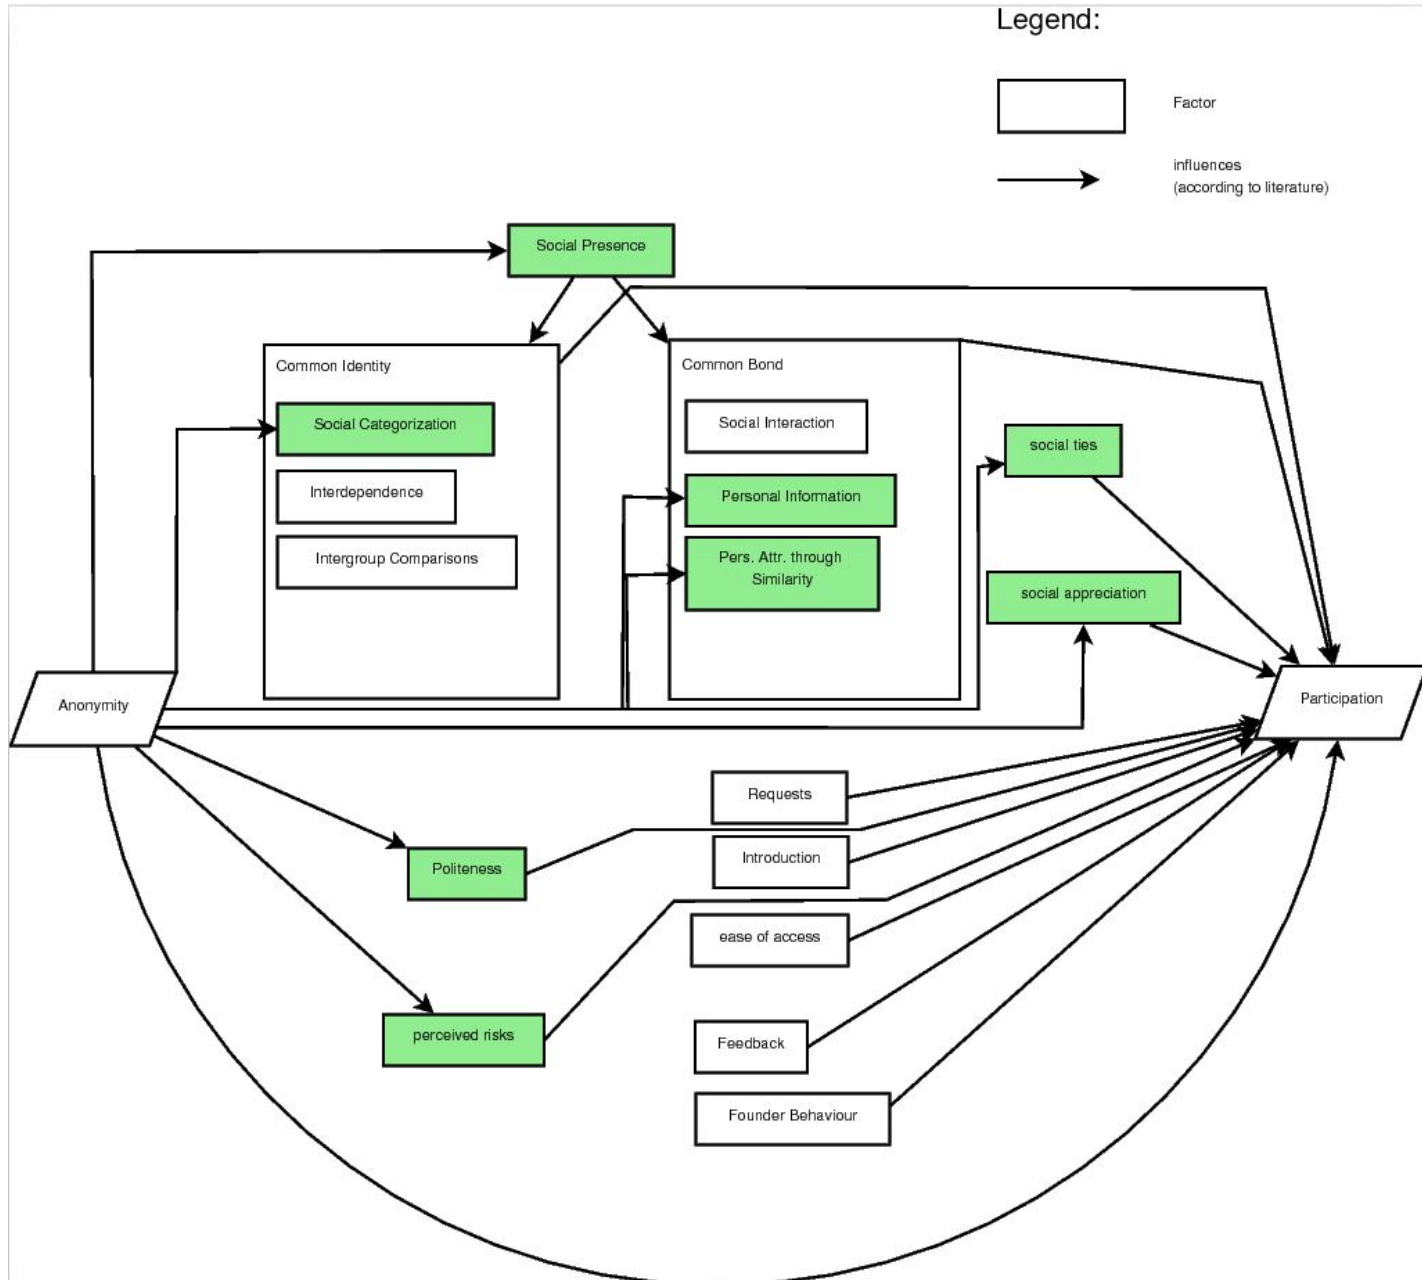 Legend:
Factor
influences
(according to literature)
Social Presence
Common Identity
Common Bond
Social Categorization
Social Interaction
social ties
Interdependence
Personal Information
Intergroup Comparisons
Pers. Attr. through
Similarity
social appreciation
Anonymity
Participation
Requests
Politeness
Introduction
ease of access
perceived risks
Feedback
Founder Behaviour